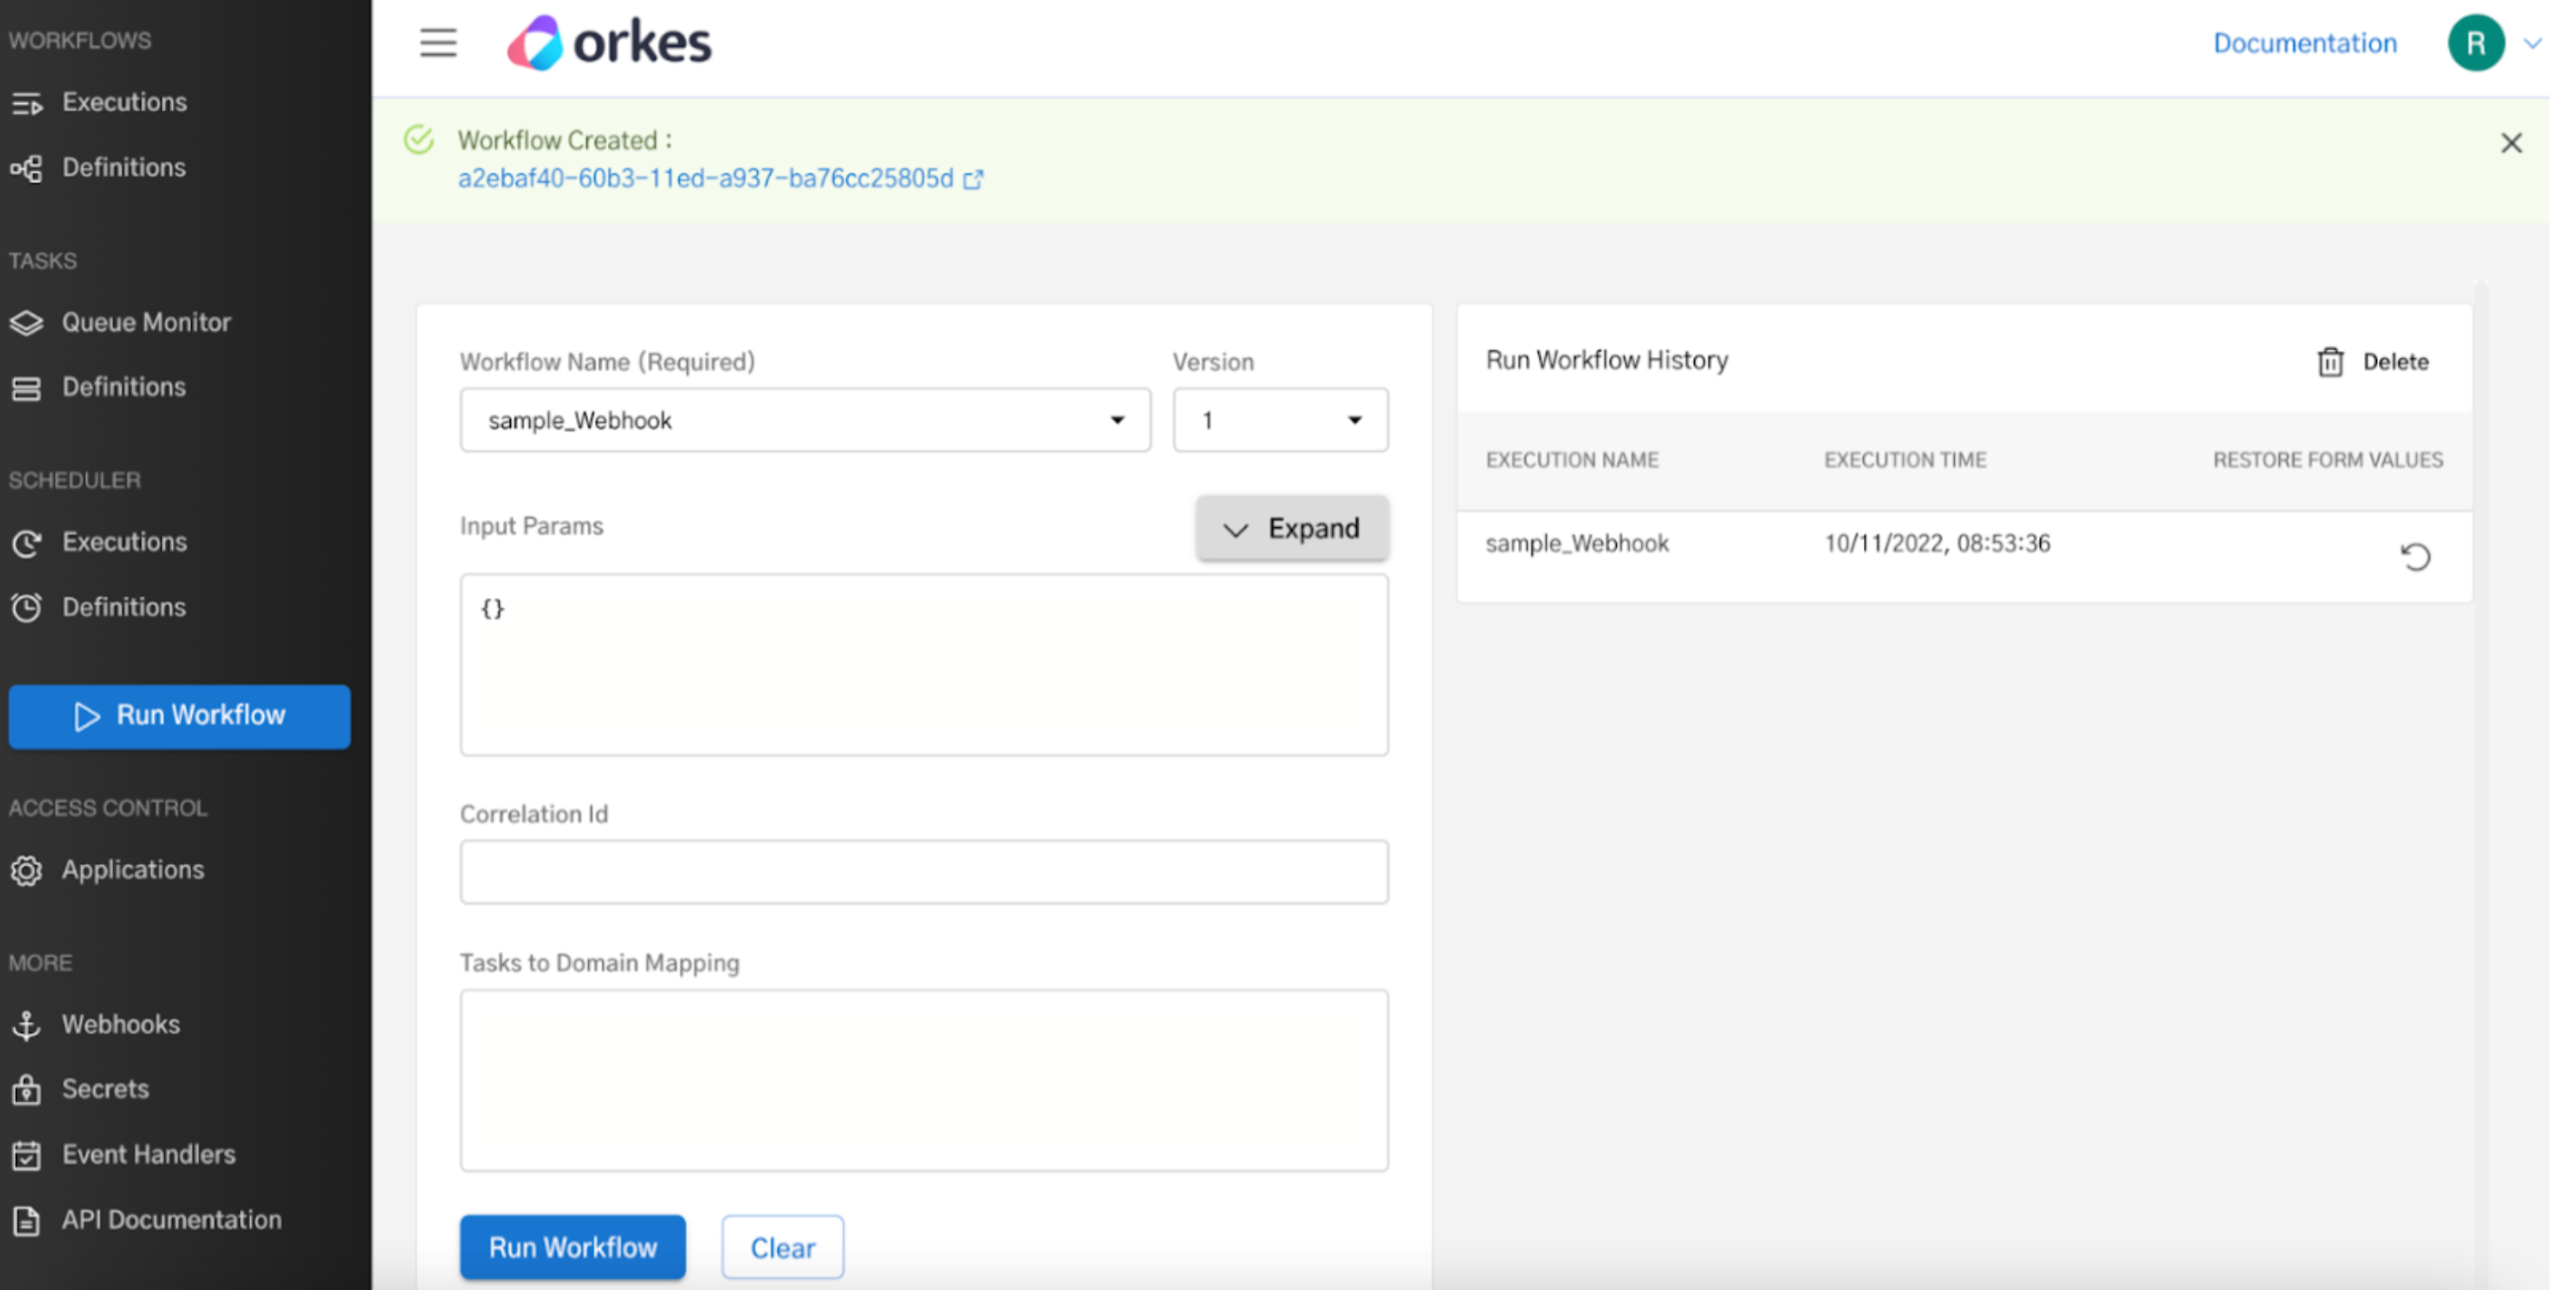 WORKFLOWS
Executions
Definitions
TASKS
Queue Monitor
Definitions
SCHEDULER
Executions
Definitions
Run Workflow
ACCESS CONTROL
Applications
MORE
Webhooks
Secrets
Event Handlers
API Documentation
orkes
Documentation
R
Workflow Created :
a2ebaf40-60b3-11ed-a937-ba76cc25805d
Workflow Name (Required)
Version
sample_Webhook
1
Input Params
Expand
{}
Correlation Id
Tasks to Domain Mapping
Run Workflow
Clear
Run Workflow History
Delete
EXECUTION NAME
EXECUTION TIME
RESTORE FORM VALUES
sample_Webhook
10/11/2022, 08:53:36